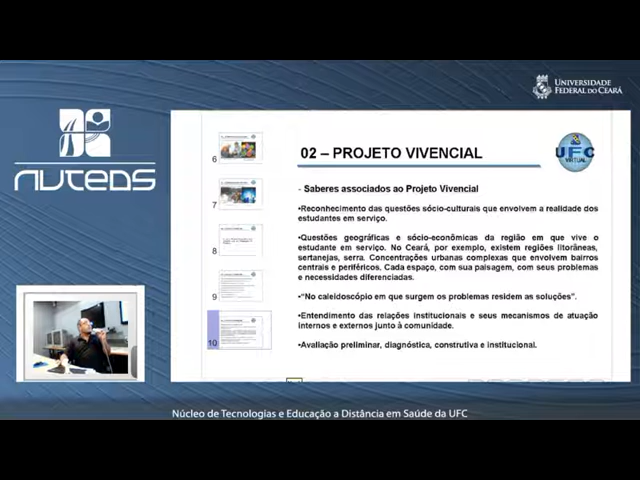 UNIVERSIDADE
FEDERAL DO CEARÁ
NUTEDS
6
7
8
9
10
02 – PROJETO VIVENCIAL
UFC
VIRTUAL
- Saberes associados ao Projeto Vivencial
•Reconhecimento das questões sócio-culturais que envolvem a realidade dos
estudantes em serviço.
•Questões geográficas e sócio-econômicas da região em que vive o
estudante em serviço. No Ceará, por exemplo, existem regiões litorâneas,
sertanejas, serra. Concentrações urbanas complexas que envolvem bairros
centrais e periféricos. Cada espaço, com sua paisagem, com seus problemas
e necessidades diferenciadas.
•“No caleidoscópio em que surgem os problemas residem as soluções”.
•Entendimento das relações institucionais e seus mecanismos de atuação
internos e externos junto à comunidade.
•Avaliação preliminar, diagnóstica, construtiva e institucional.
Núcleo de Tecnologias e Educação a Distância em Saúde da UFC